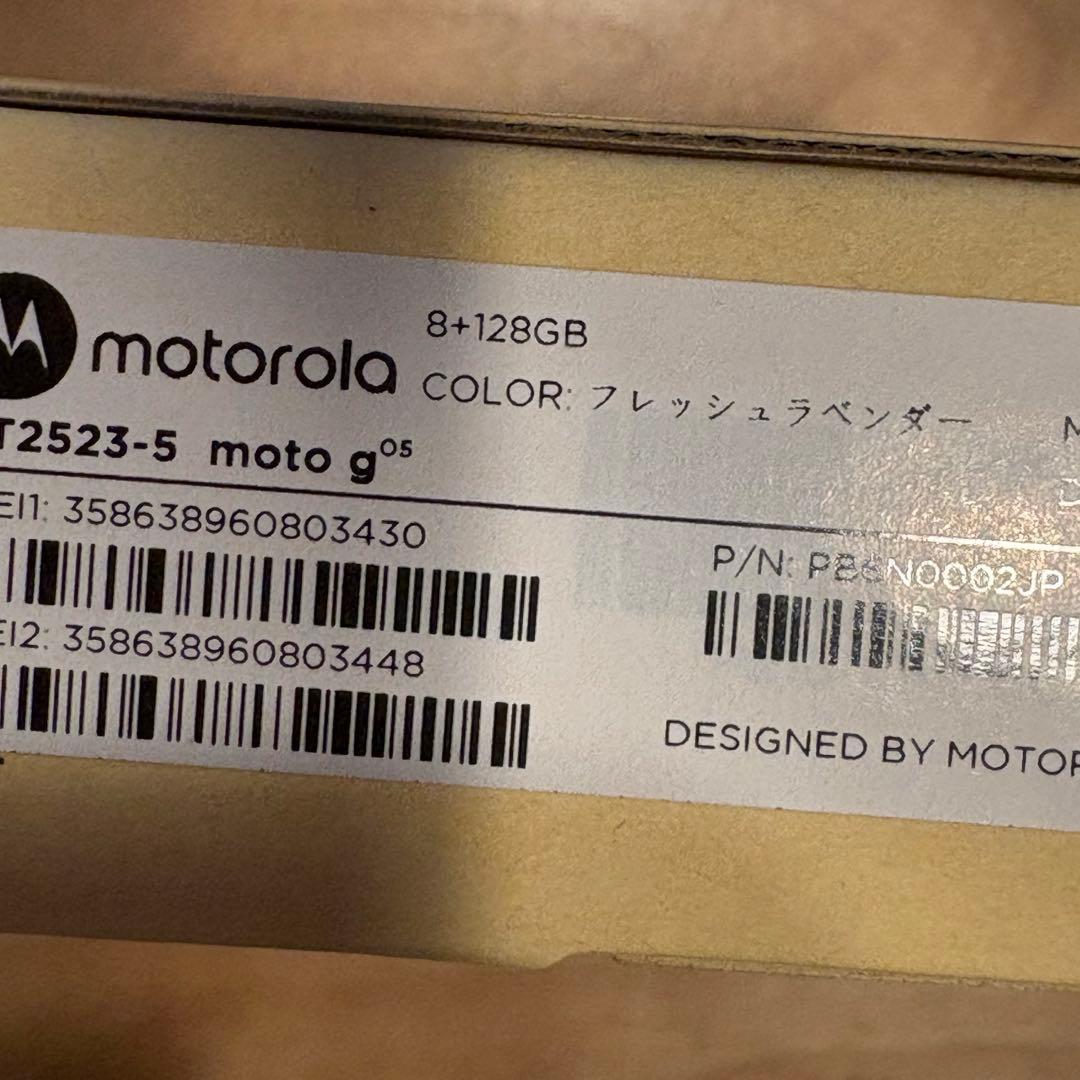 motorola
8+128GB
COLOR: フレッシュラベンダー
T2523-5 moto g05
EI1: 358638960803430
EI2: 358638960803448
P/N: PB6N0002JP
DESIGNED BY MOTOR